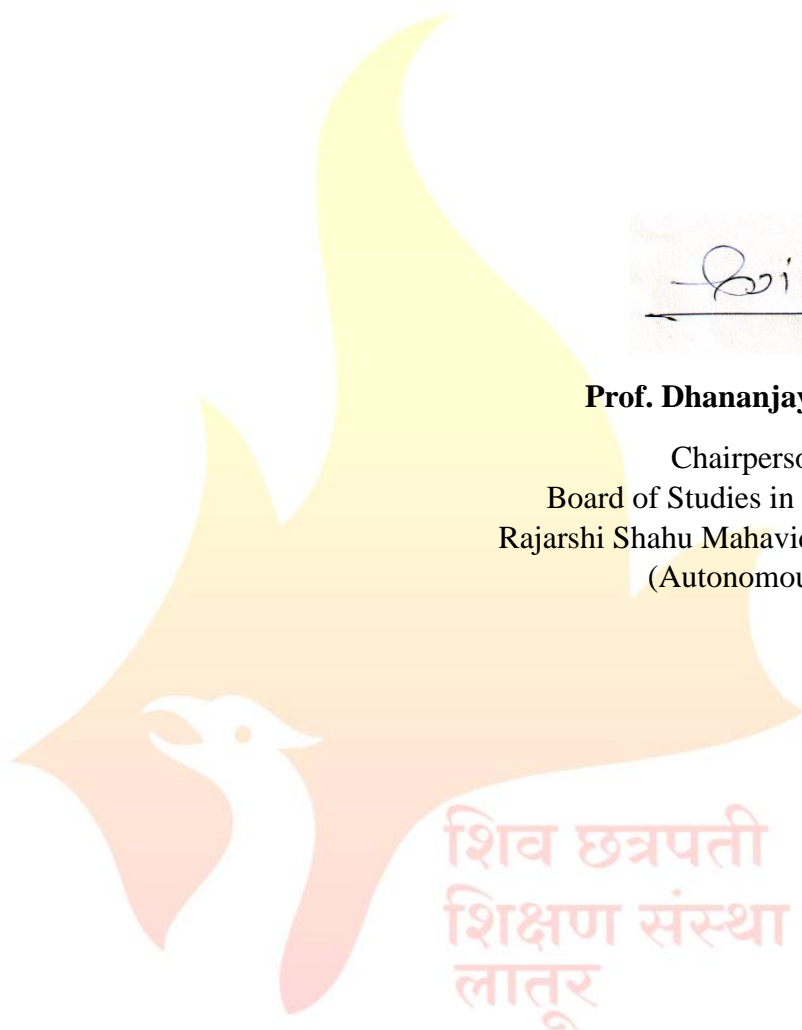 Prof. Dhananjay
Chairperso
Board of Studies in
Rajarshi Shahu Mahavid
(Autonomou
शिव छत्रपती
शिक्षण संस्था
लातूर